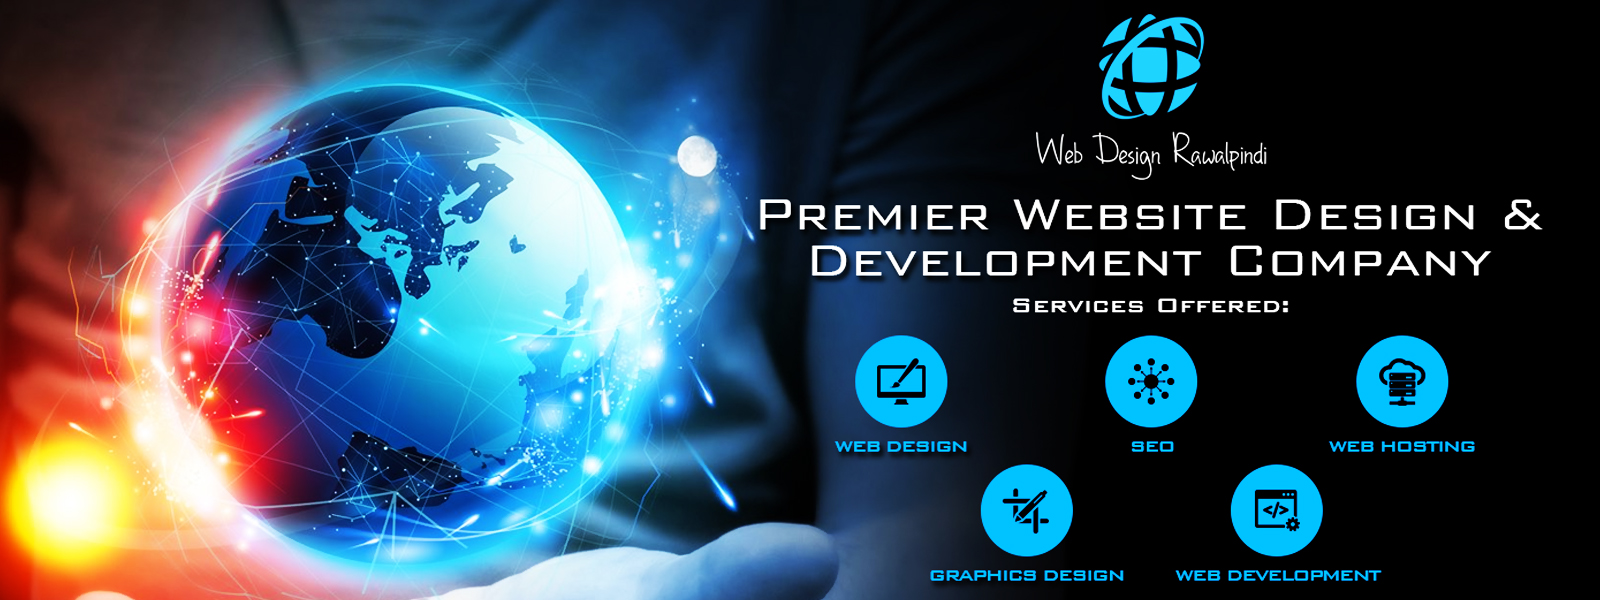 Web Design Rawalpindi
Premier Website Design &
Development Company
Services Offered:
WEB DESIGN
SEO
WEB HOSTING
GRAPHICS DESIGN
WEB DEVELOPMENT